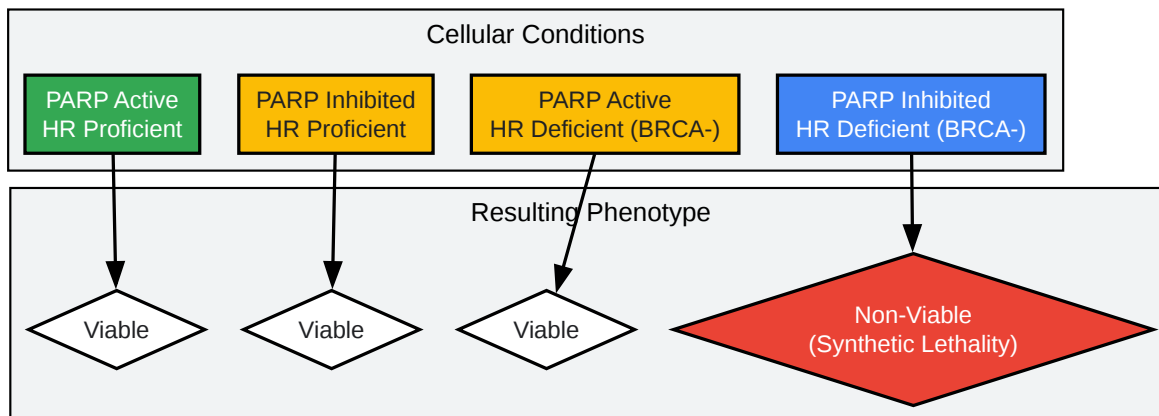 Cellular Conditions
PARP Active
HR Proficient
PARP Inhibited
HR Proficient
PARP Active
HR Deficient (BRCA-)
PARP Inhibited
HR Deficient (BRCA-)
Resulting Phenotype
Viable
Viable
Viable
Non-Viable
(Synthetic Lethality)